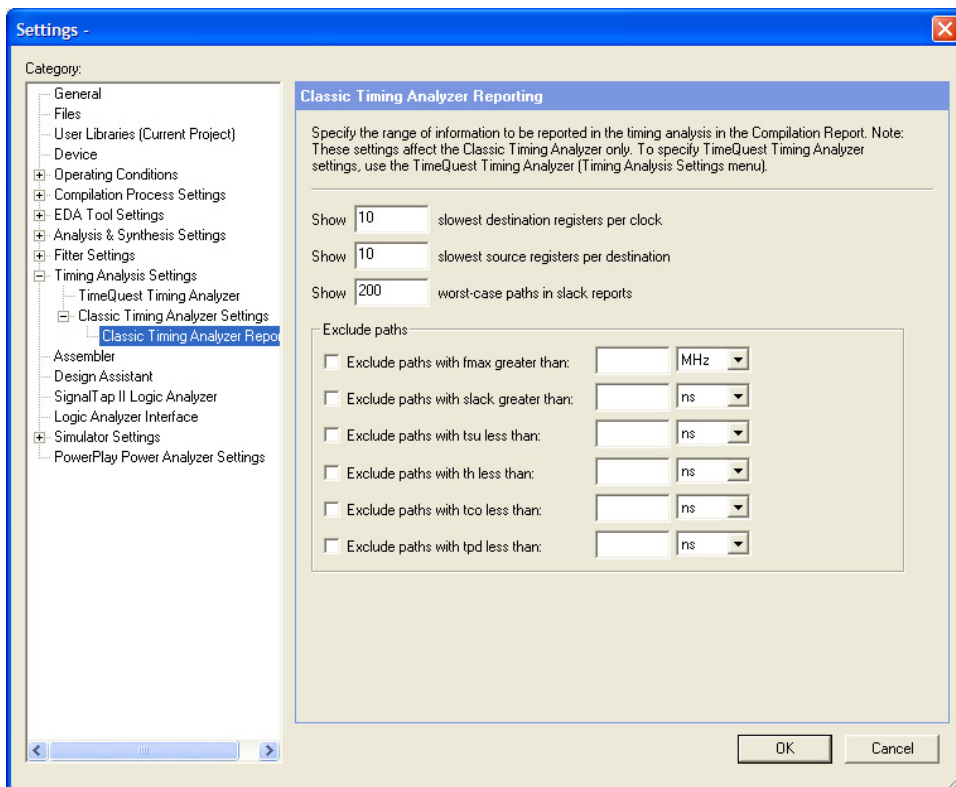 Settings -
Category:
General
Files
User Libraries (Current Project)
Device
Operating Conditions
Compilation Process Settings
EDA Tool Settings
Analysis & Synthesis Settings
Fitter Settings
Timing Analysis Settings
TimeQuest Timing Analyzer
Classic Timing Analyzer Settings
Classic Timing Analyzer Repor
Assembler
Design Assistant
SignalTap II Logic Analyzer
Logic Analyzer Interface
Simulator Settings
PowerPlay Power Analyzer Settings
Classic Timing Analyzer Reporting
Specify the range of information to be reported in the timing analysis in the Compilation Report. Note:
These settings affect the Classic Timing Analyzer only. To specify TimeQuest Timing Analyzer
settings, use the TimeQuest Timing Analyzer (Timing Analysis Settings menu).
Show 10 slowest destination registers per clock
Show 10 slowest source registers per destination
Show 200 worst-case paths in slack reports
Exclude paths
Exclude paths with fmax greater than: MHz
Exclude paths with slack greater than: ns
Exclude paths with tsu less than: ns
Exclude paths with th less than: ns
Exclude paths with tco less than: ns
Exclude paths with tpd less than: ns
OK Cancel